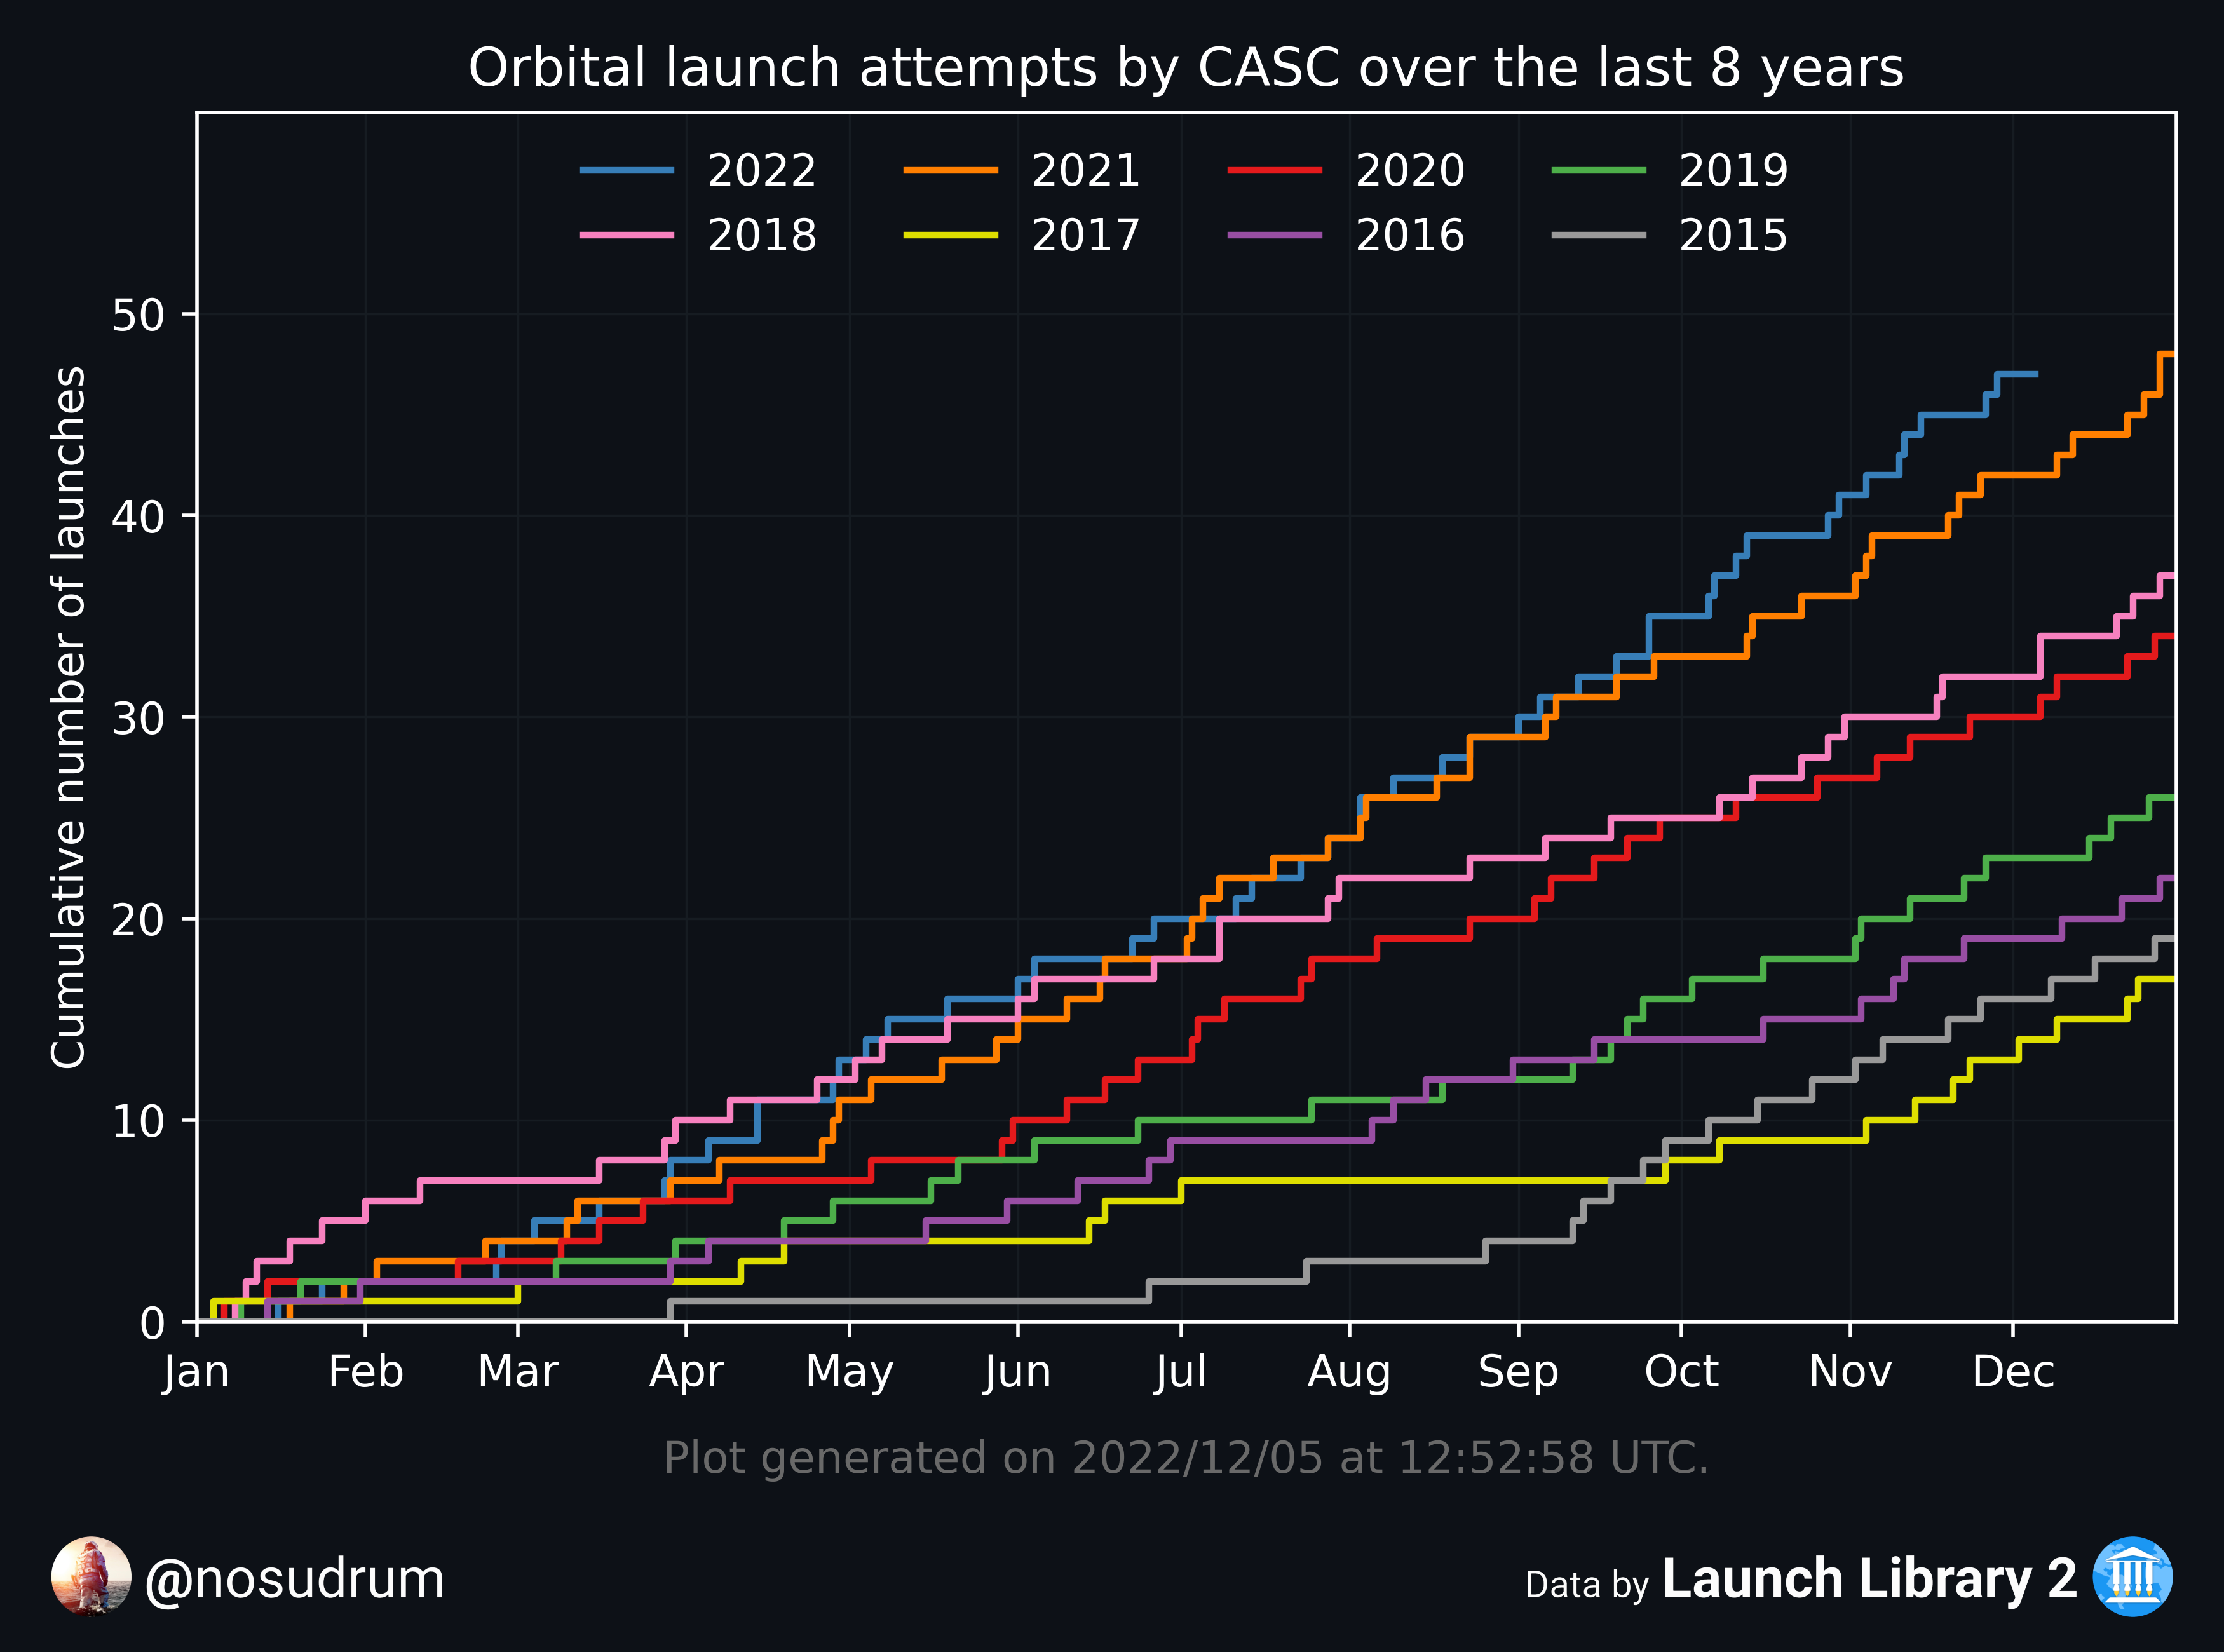 Orbital launch attempts by CASC over the last 8 years
2022 2021 2020 2019
2018 2017 2016 2015
Cumulative number of launches
50
40
30
20
10
0
Jan Feb Mar Apr May Jun Jul Aug Sep Oct Nov Dec
Plot generated on 2022/12/05 at 12:52:58 UTC.
@nosudrum
Data by Launch Library 2